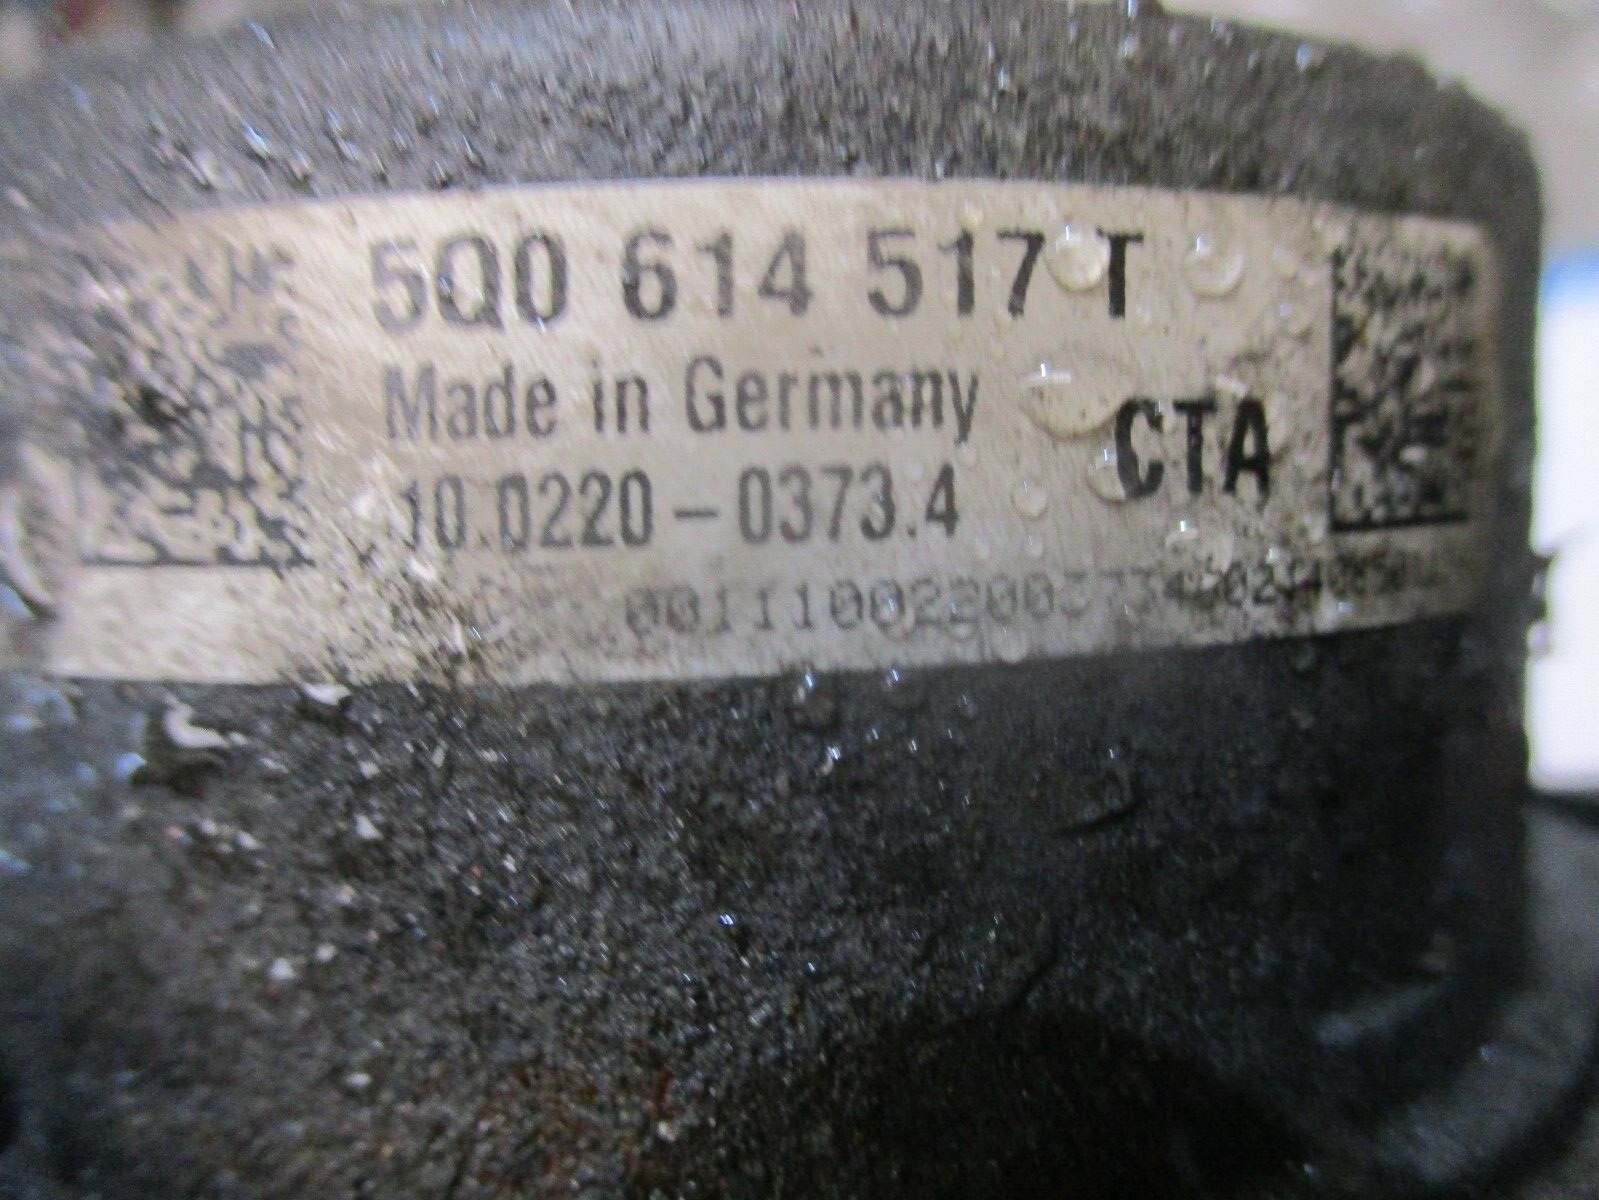 5Q0 614 517 T
Made in Germany
CTA
10.0220-0373.4